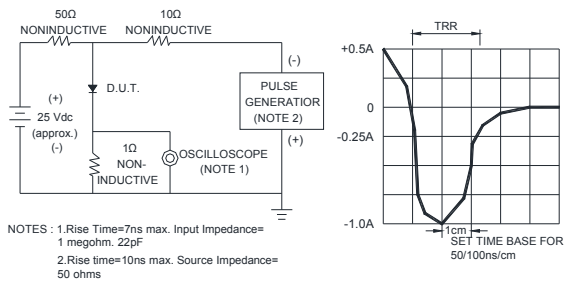 50Ω
NONINDUCTIVE
10Ω
NONINDUCTIVE
(+)
25 Vdc
(approx.)
(-)
D.U.T.
1Ω
NON-
INDUCTIVE
OSCILLOSCOPE
(NOTE 1)
(-)
PULSE
GENERATIOR
(NOTE 2)
(+)
NOTES : 1.Rise Time=7ns max. Input Impedance=
1 megohm. 22pF
2.Rise time=10ns max. Source Impedance=
50 ohms
TRR
+0.5A
0
-0.25A
-1.0A
1cm
SET TIME BASE FOR
50/100ns/cm